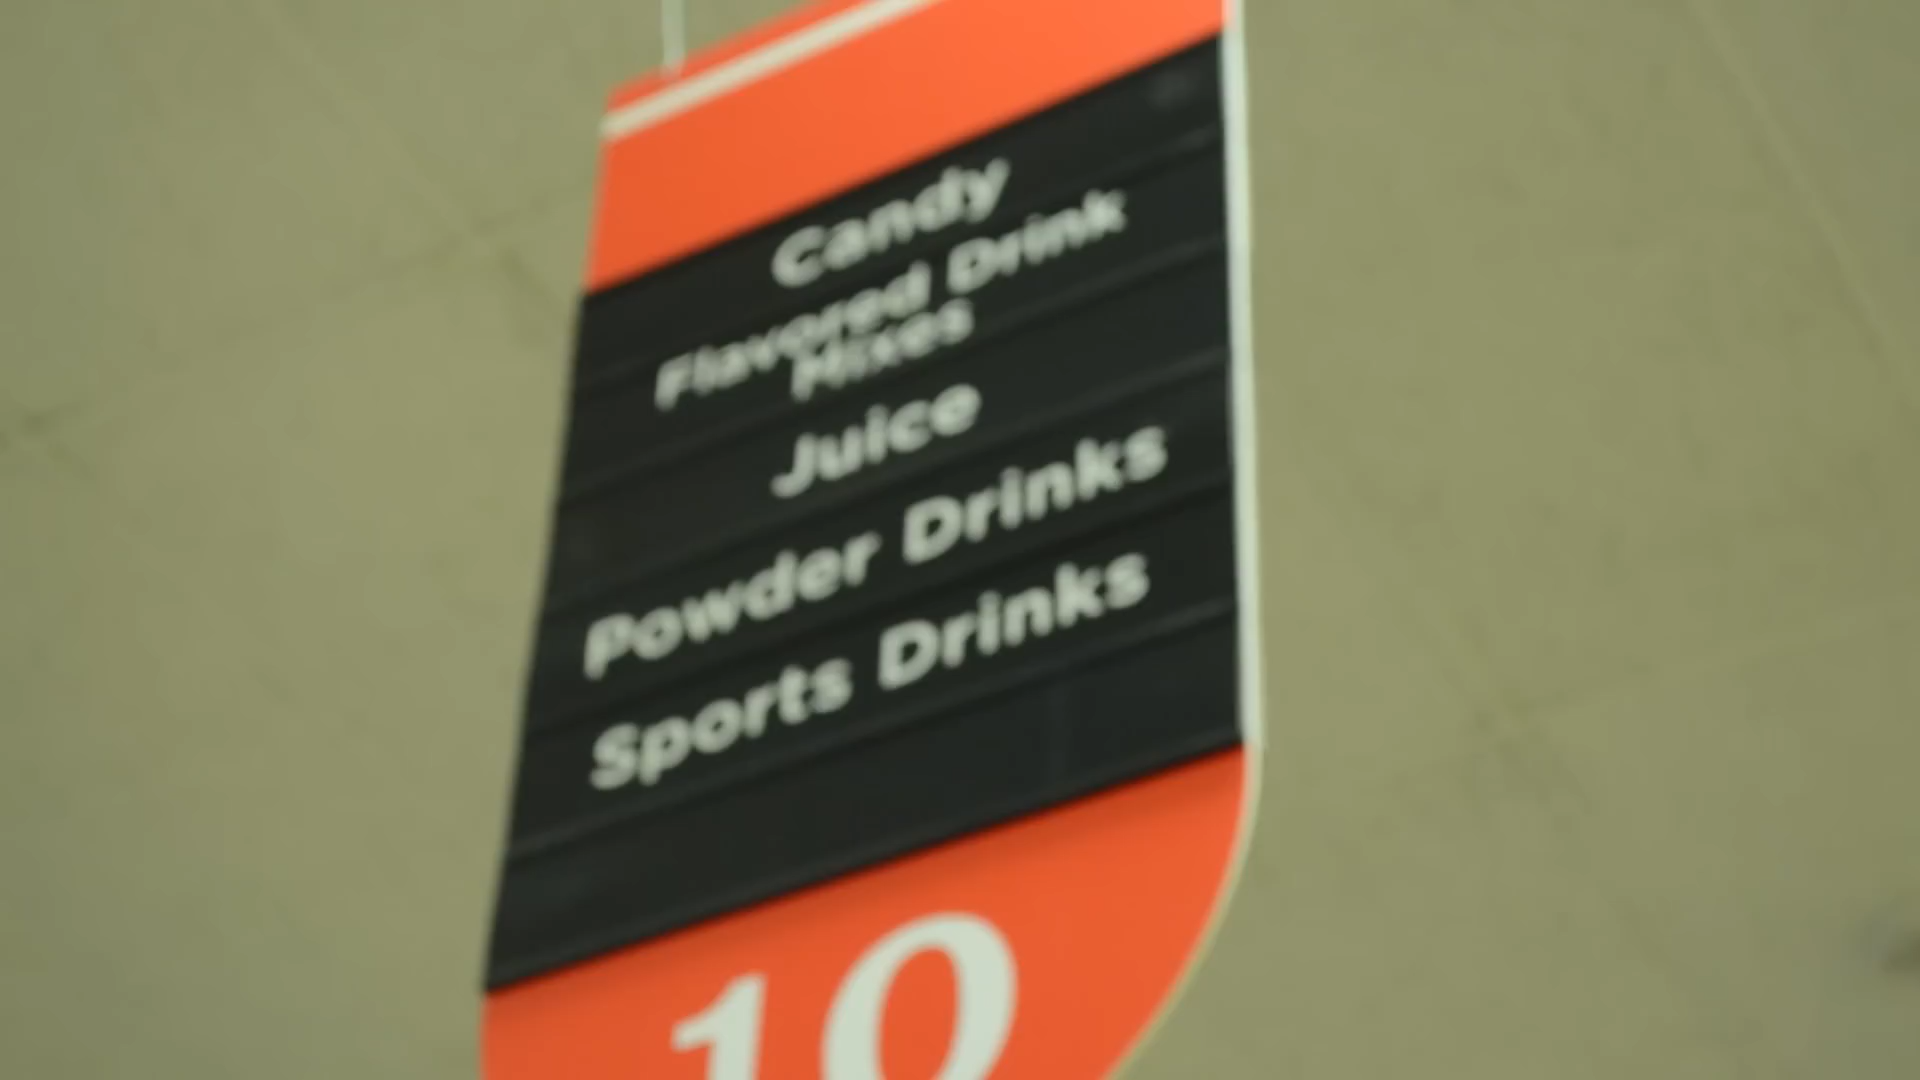 Candy
Flavored Drink
Mixes
Juice
Powder Drinks
Sports Drinks
10